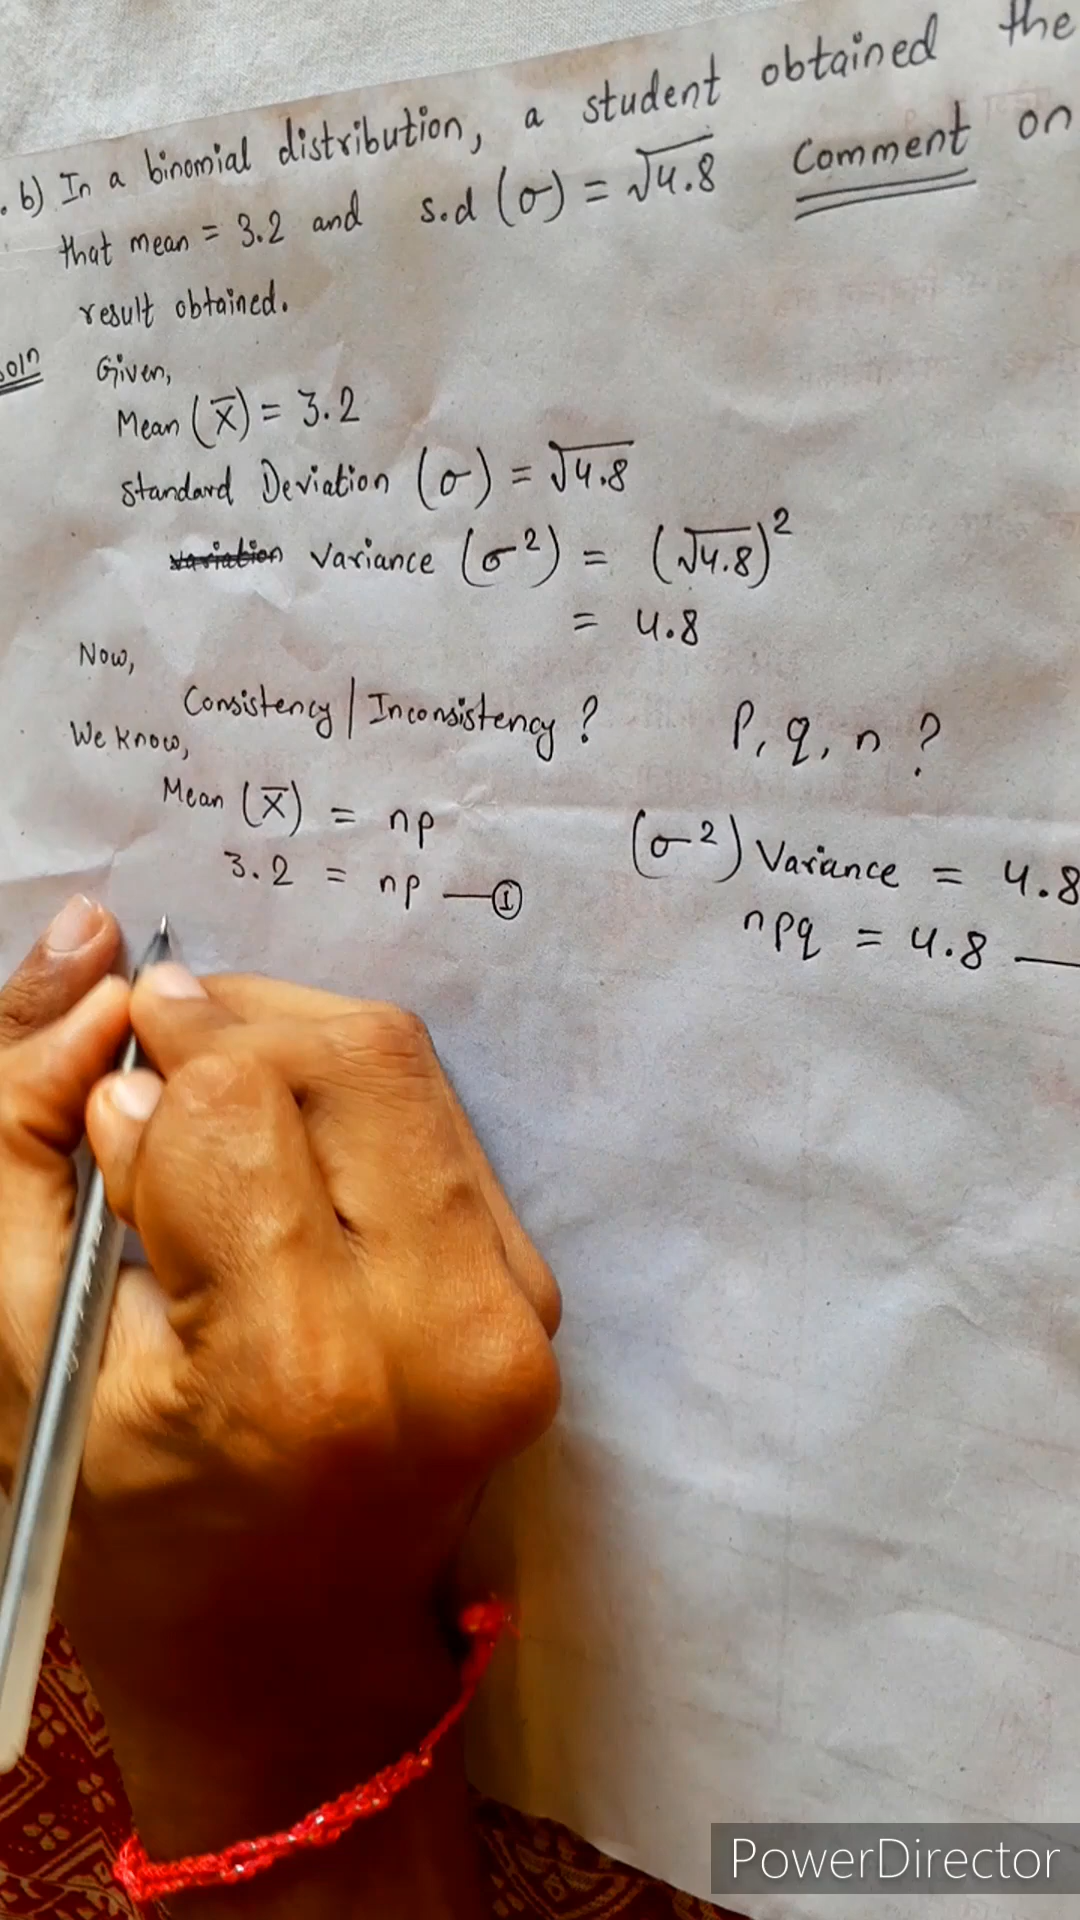 . b) In a binomial distribution, a student obtained the
that mean = 3.2 and s.d (σ) = √4.8 Comment on
result obtained.
Soln Given,
Mean (x̄) = 3.2
Standard Deviation (σ) = √4.8
variation variance (σ²) = (√4.8)²
= 4.8
Now,
Consistency / Inconsistency ? P, q, n ?
We know,
Mean (x̄) = np
(σ²) Variance = 4.8
3.2 = np —①
npq = 4.8 —
PowerDirector